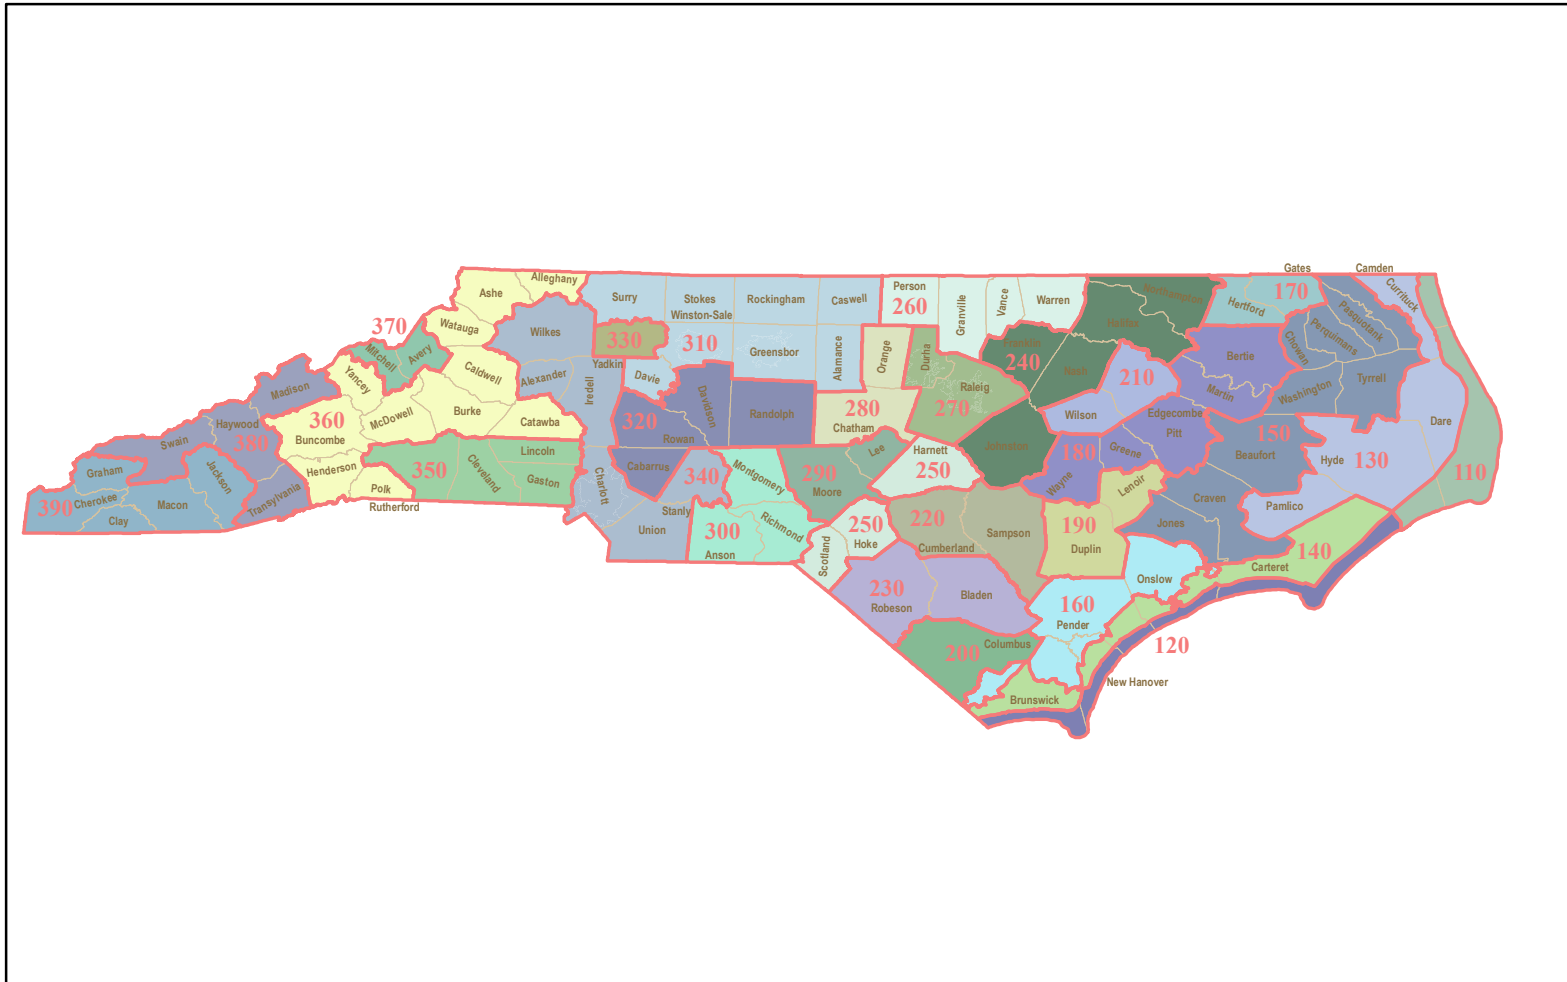 Gates
Camden
Alleghany
Ashe
Surry
Stokes
Rockingham
Caswell
Person
260
Granville
Vance
Warren
Northampton
Hertford
170
Currituck
Pasquotank
Perquimans
Chowan
Winston-Sale
370
Watauga
Wilkes
330
310
Greensbor
Alamance
Orange
Durha
Franklin
240
Halifax
Nash
Bertie
Mitchell
Avery
Yadkin
Alexander
Iredell
Davie
Davidson
Randolph
Raleig
270
210
Martin
Washington
Tyrrell
Madison
Yancey
Caldwell
McDowell
Burke
Catawba
320
Rowan
280
Chatham
Wilson
Edgecombe
Pitt
Dare
Haywood
380
Swain
360
Buncombe
Henderson
Polk
Rutherford
350
Cleveland
Lincoln
Gaston
Charlott
Cabarrus
340
Stanly
Union
Montgomery
Richmond
300
Anson
290
Moore
Lee
Harnett
250
Johnston
180
Wayne
Greene
Lenoir
150
Beaufort
Hyde
130
110
Graham
Cherokee
390
Clay
Macon
Jackson
Transylvania
Scotland
250
Hoke
220
Cumberland
Sampson
190
Duplin
Craven
Jones
Pamlico
140
Carteret
Onslow
230
Robeson
Bladen
160
Pender
200
Columbus
120
New Hanover
Brunswick